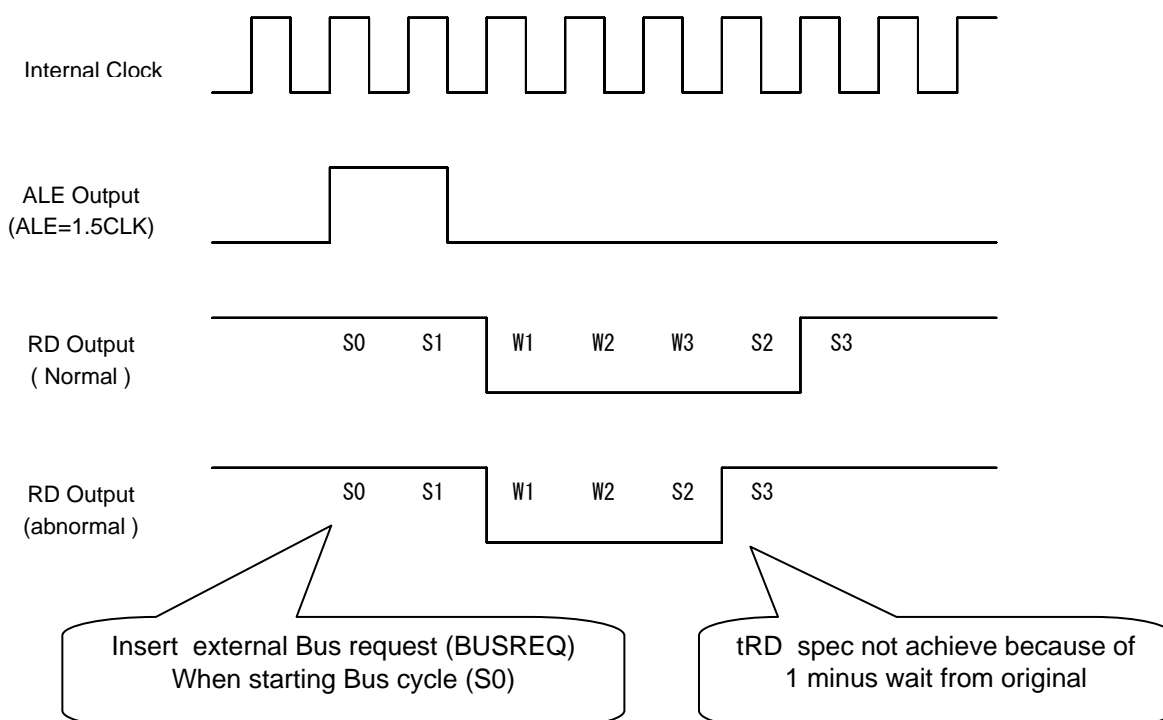 Internal Clock
ALE Output
(ALE=1.5CLK)
RD Output
( Normal )
S0 S1 W1 W2 W3 S2 S3
RD Output
(abnormal )
S0 S1 W1 W2 S2 S3
Insert external Bus request (BUSREQ)
When starting Bus cycle (S0)
tRD spec not achieve because of
1 minus wait from original